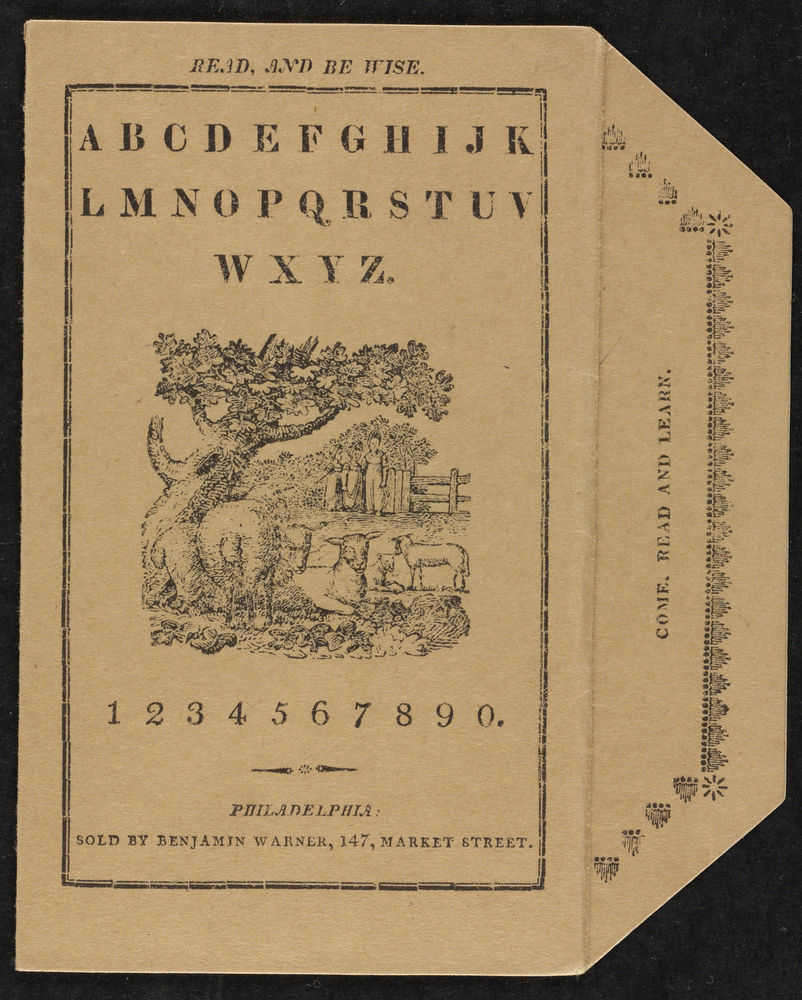 READ, AND BE WISE.
A B C D E F G H I J K
L M N O P Q R S T U V
W X Y Z.
1 2 3 4 5 6 7 8 9 0.
PHILADELPHIA:
SOLD BY BENJAMIN WARNER, 147, MARKET STREET.
COME, READ AND LEARN.